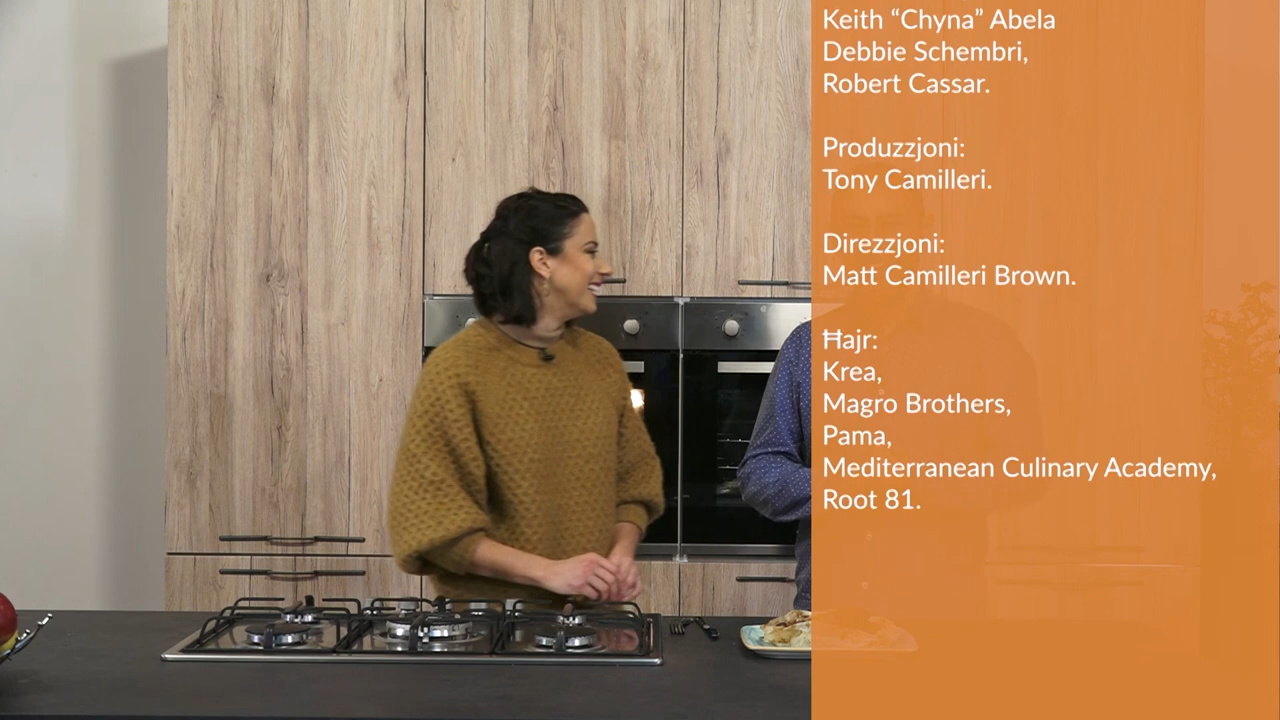 Keith “Chyna” Abela
Debbie Schembri,
Robert Cassar.
Produzzjoni:
Tony Camilleri.
Direzzjoni:
Matt Camilleri Brown.
Ħajr:
Krea,
Magro Brothers,
Pama,
Mediterranean Culinary Academy,
Root 81.